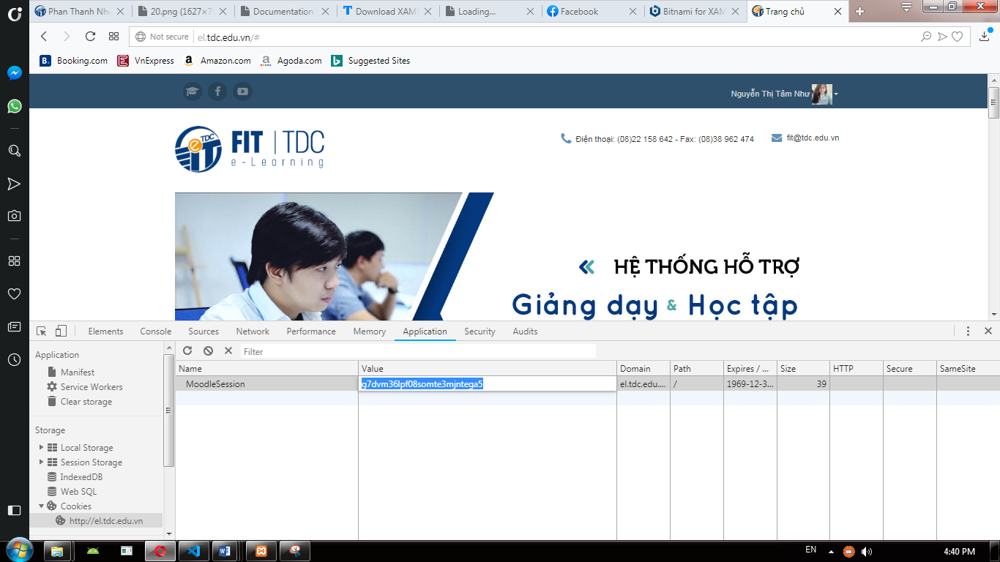 Phan Thanh Nhu
20.png (1627×7
Documentation
Download XAM
Loading...
Facebook
Bitnami for XAM
Trang chủ
Not secure el.tdc.edu.vn/#
Booking.com VnExpress Amazon.com Agoda.com Suggested Sites
Nguyễn Thị Tâm Như
eTDC
FIT | TDC
e-Learning
Điện thoại: (08)22 158 642 - Fax: (08)38 962 474
fit@tdc.edu.vn
HỆ THỐNG HỖ TRỢ
Giảng dạy & Học tập
Elements Console Sources Network Performance Memory Application Security Audits
Application
Manifest
Service Workers
Clear storage
Storage
Local Storage
Session Storage
IndexedDB
Web SQL
Cookies
http://el.tdc.edu.vn
Filter
Name Value Domain Path Expires / ... Size HTTP Secure SameSite
MoodleSession g7dvm36lpf08somte3mjntega5 el.tdc.edu.... / 1969-12-3... 39
EN
4:40 PM